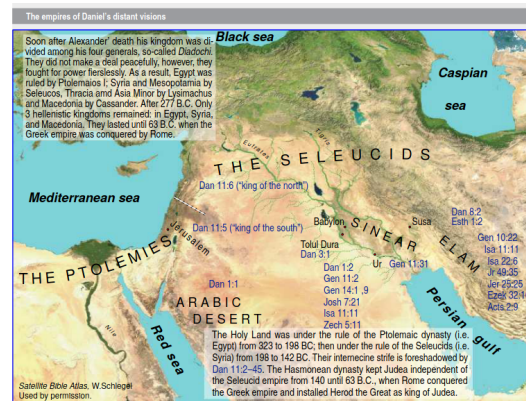 The empires of Daniel's distant visions
Soon after Alexander' death his kingdom was di-
vided among his four generals, so-called Diadochi.
They did not make a deal peacefully, however, they
fought for power fierslessly. As a result, Egypt was
ruled by Ptolemaios I; Syria and Mesopotamia by
Seleucos, Thracia amd Asia Minor by Lysimachus
and Macedonia by Cassander. After 277 B.C. Only
3 hellenistic kingdoms remained: in Egypt, Syria,
and Macedonia. They lasted until 63 B.C. when the
Greek empire was conquered by Rome.
Black sea
Caspian
sea
Eufrates
Tigris
THE SELEUCIDS
Dan 11:6 ("king of the north")
Mediterranean sea
Dan 11:5 ("king of the south")
Jerusalem
Babylon
SINEAR
Susa
Dan 8:2
Esth 1:2
Tolul Dura
Dan 3:1
Ur
Gen 11:31
ELAM
Gen 10:22
Isa 11:11
Isa 22:6
Jr 49:35
Jer 25:25
Ezek 32:16
Acts 2:9
THE PTOLEMIES
Dan 1:1
Dan 1:2
Gen 11:2
Gen 14:1 ,9
Josh 7:21
Isa 11:11
Zech 5:11
ARABIC
DESERT
Nile
Red sea
Persian gulf
The Holy Land was under the rule of the Ptolemaic dynasty (i.e.
Egypt) from 323 to 198 BC; then under the rule of the Seleucids (i.e.
Syria) from 198 to 142 BC. Their internecine strife is foreshadowed by
Dan 11:2–45. The Hasmonean dynasty kept Judea independent of
the Seleucid empire from 140 until 63 B.C., when Rome conquered
the Greek empire and installed Herod the Great as king of Judea.
Satellite Bible Atlas, W.Schlegel
Used by permission.